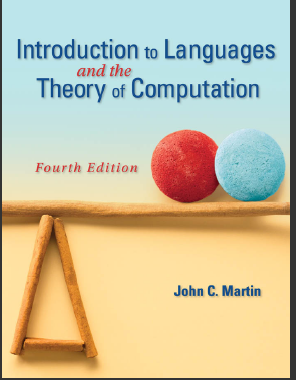 Introduction to Languages
and the
Theory of Computation
Fourth Edition
John C. Martin